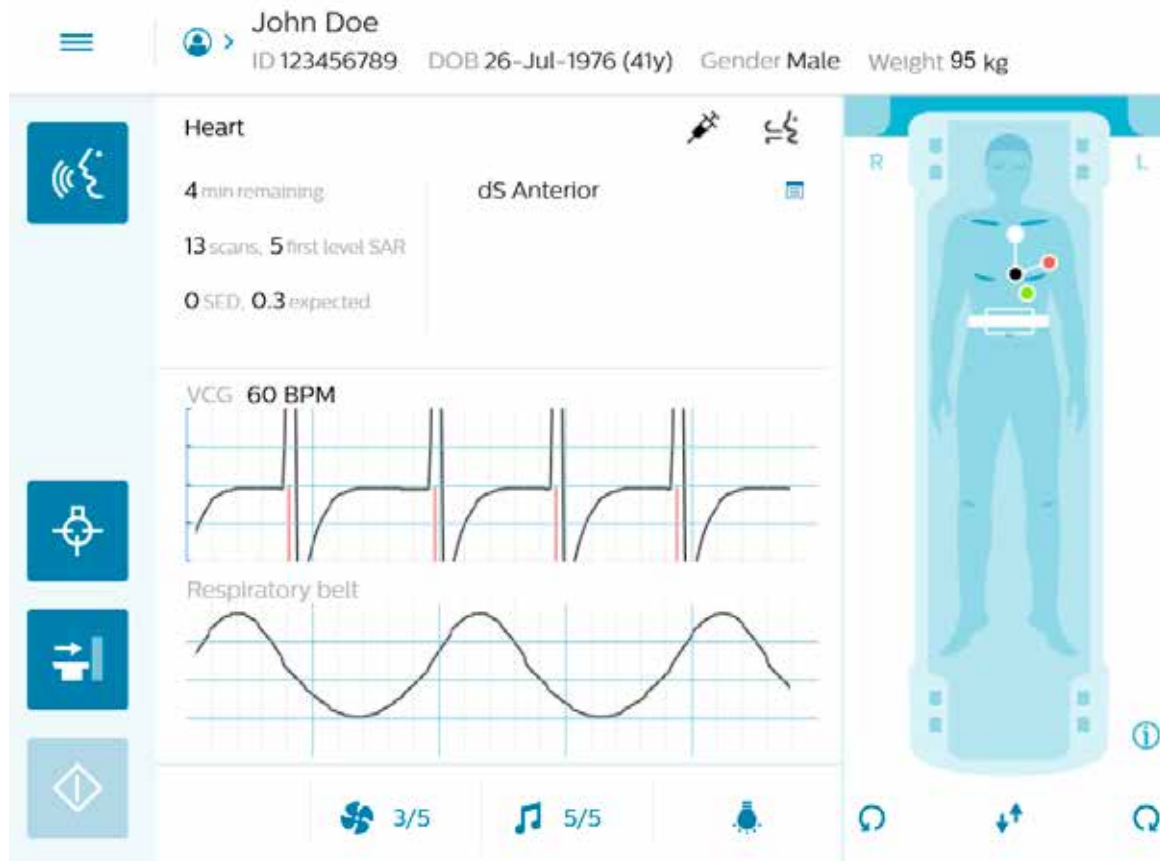 John Doe
ID 123456789 DOB 26-Jul-1976 (41y) Gender Male Weight 95 kg
Heart
4 min remaining
dS Anterior
13 scans, 5 first level SAR
0 SED, 0.3 expected
R
L
VCG 60 BPM
Respiratory belt
3/5
5/5